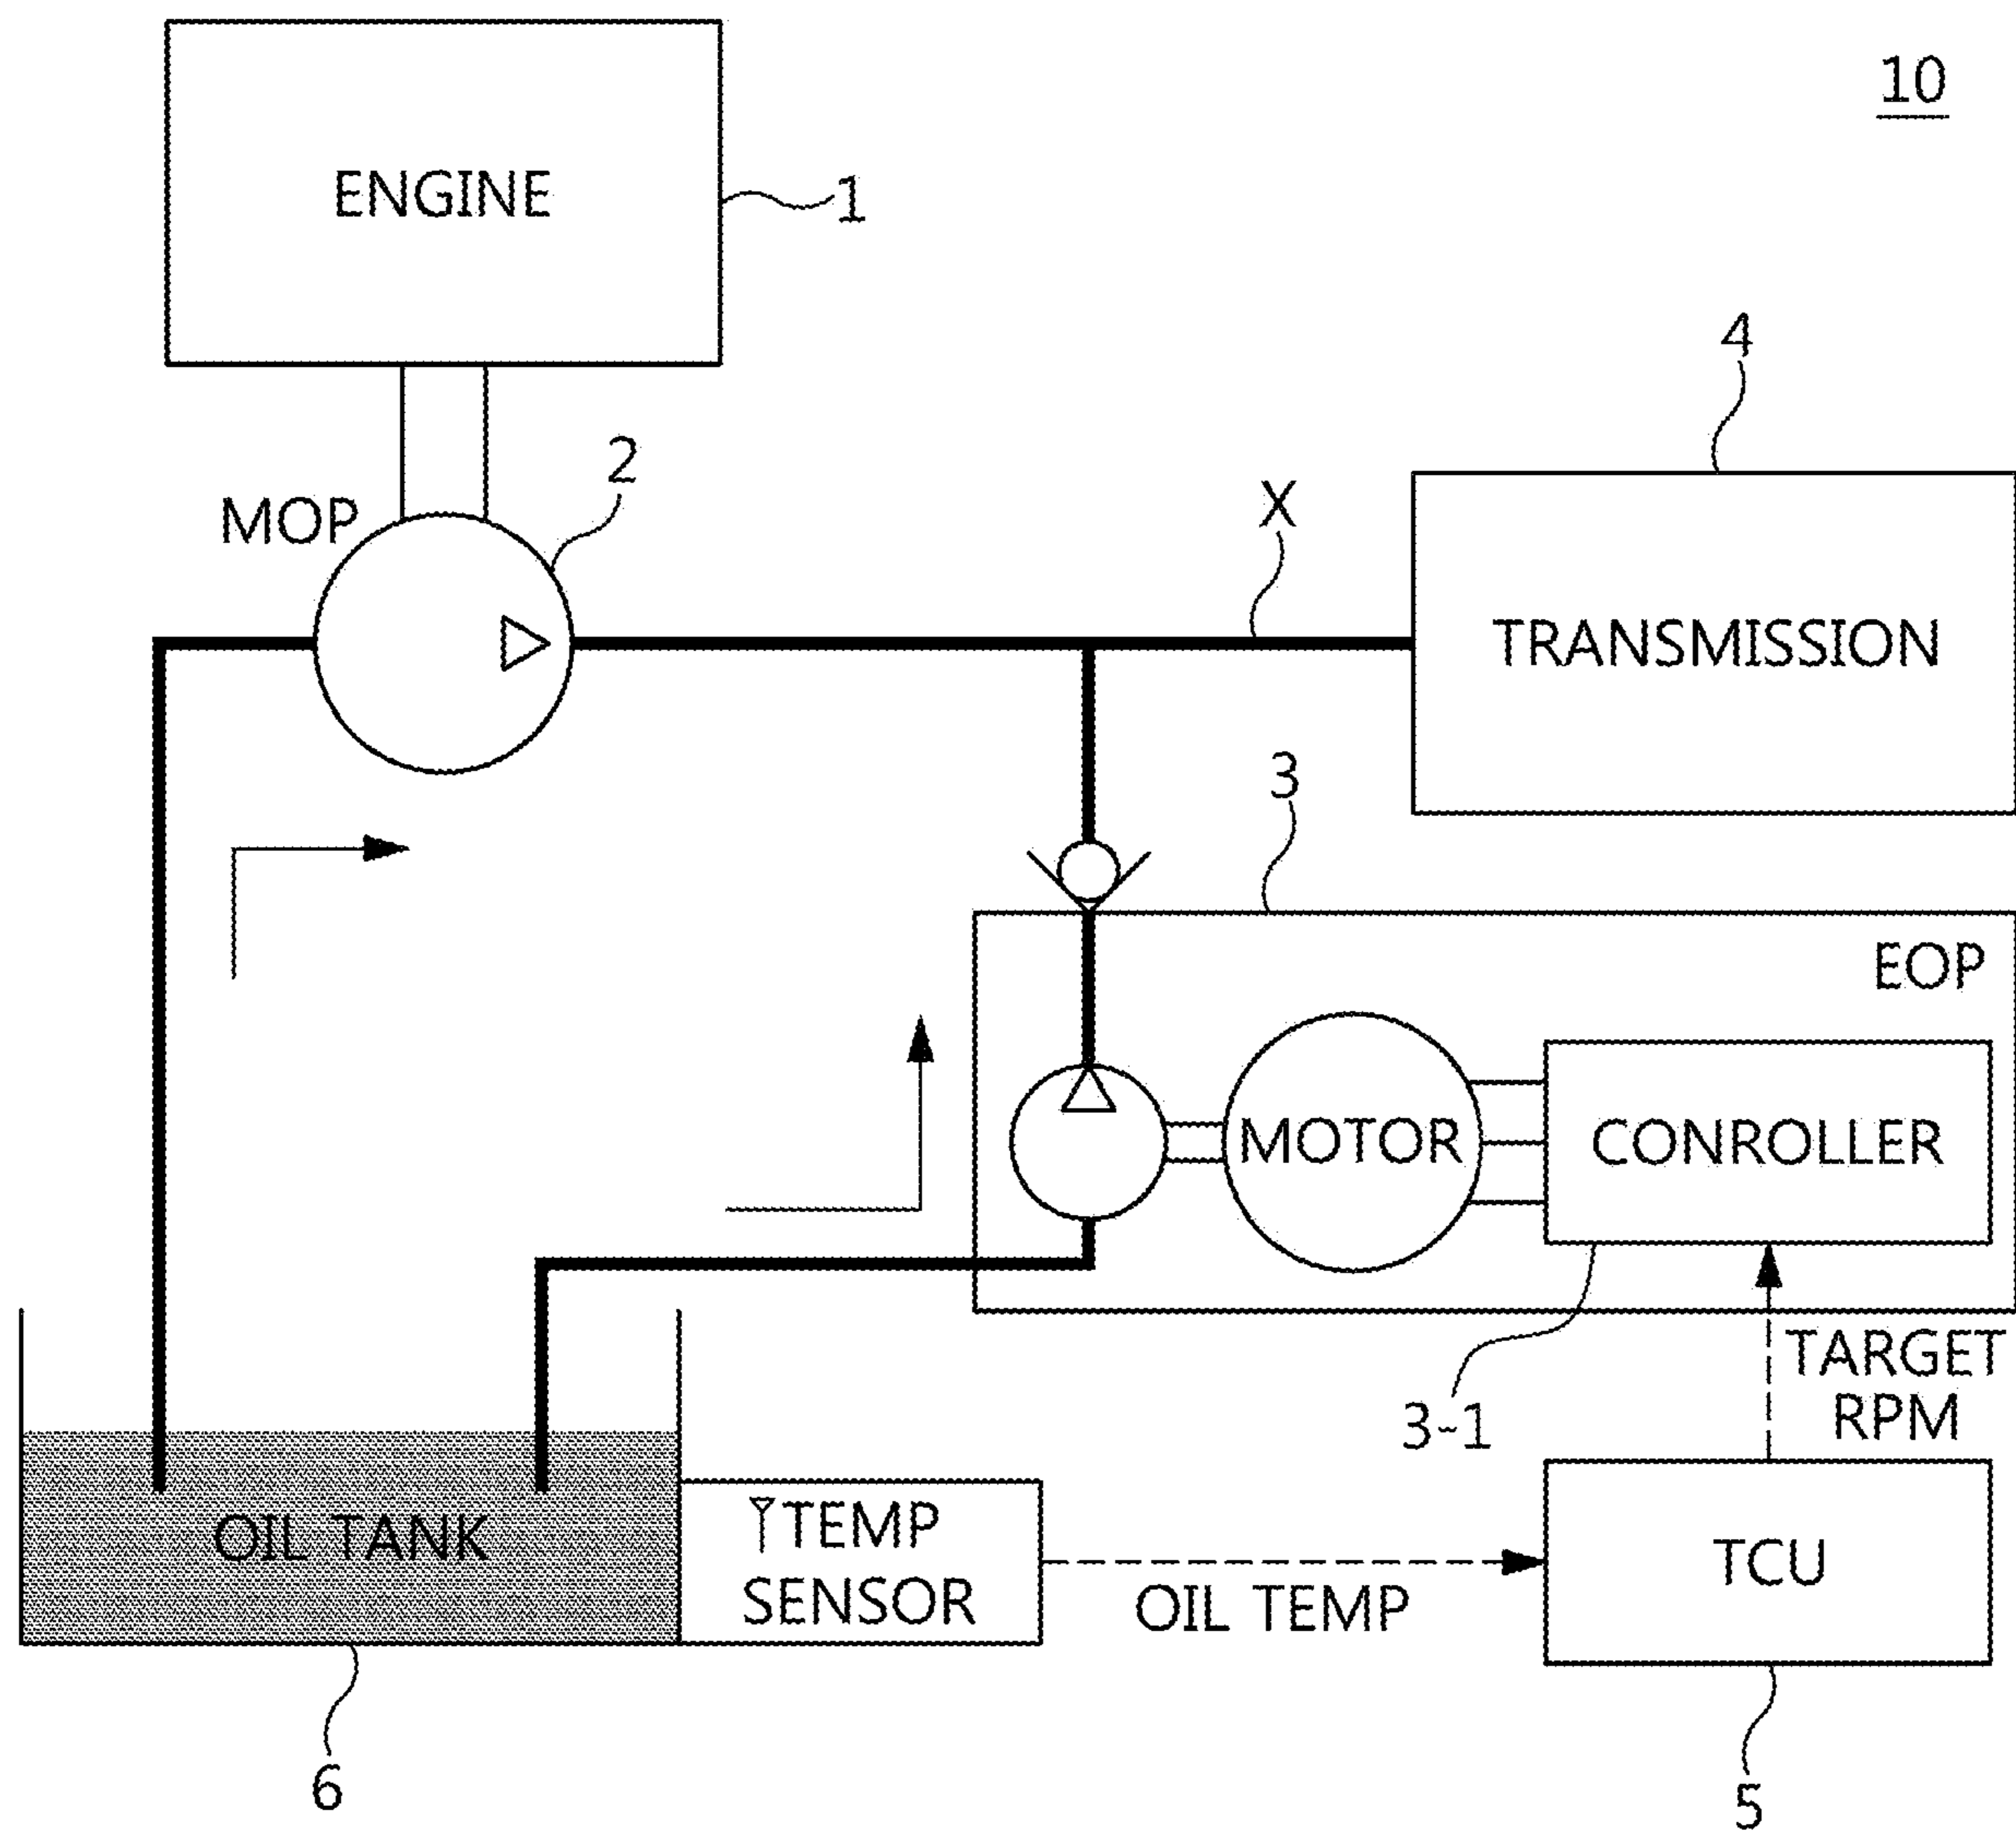 10
ENGINE
1
4
2
MOP
X
TRANSMISSION
3
EOP
MOTOR
CONROLLER
TARGET
RPM
3-1
TEMP
SENSOR
OIL TANK
OIL TEMP
TCU
6
5